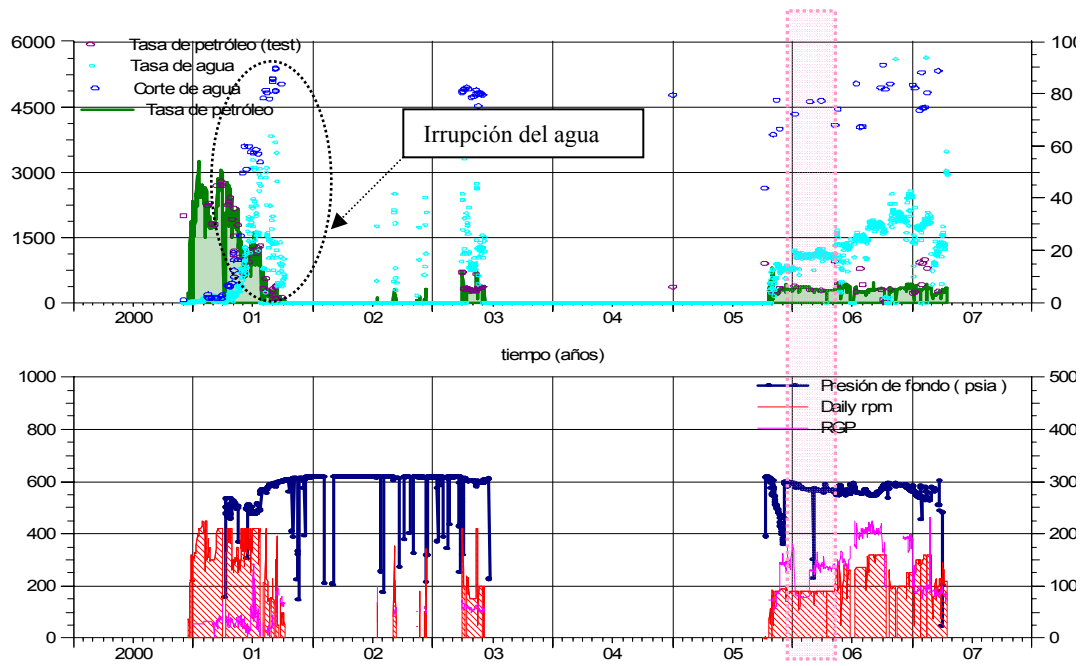 6000
4500
3000
1500
0
100
80
60
40
20
0
Tasa de petróleo (test)
Tasa de agua
Corte de agua
Tasa de petróleo
Irrupción del agua
2000 01 02 03 04 05 06 07
tiempo (años)
1000
800
600
400
200
0
500
400
300
200
100
0
Presión de fondo ( psia )
Daily rpm
RGP
2000 01 02 03 04 05 06 07